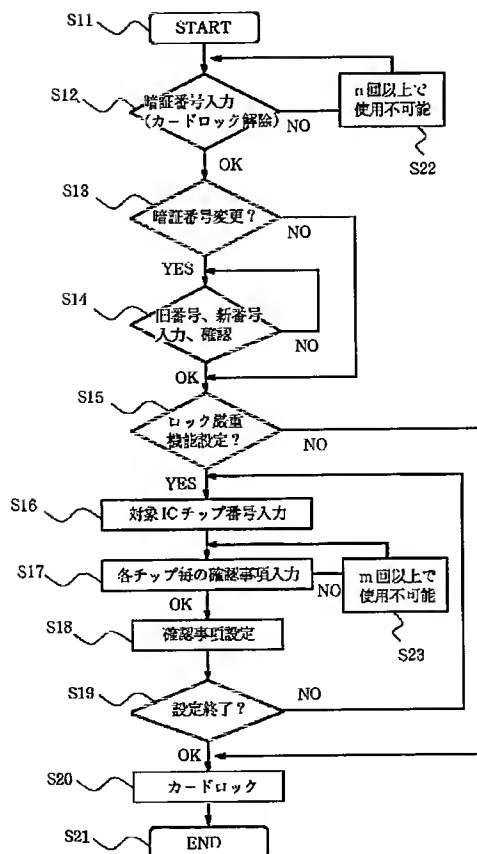 S11
START
S12
暗証番号入力
(カードロック解除)
NO
n回以上で
使用不可能
S22
OK
S13
暗証番号変更?
NO
YES
S14
旧番号、新番号
入力、確認
NO
OK
S15
ロック厳重
機能設定?
NO
YES
S16
対象ICチップ番号入力
S17
各チップ毎の確認事項入力
NO
m回以上で
使用不可能
S23
OK
S18
確認事項設定
S19
設定終了?
NO
OK
S20
カードロック
S21
END